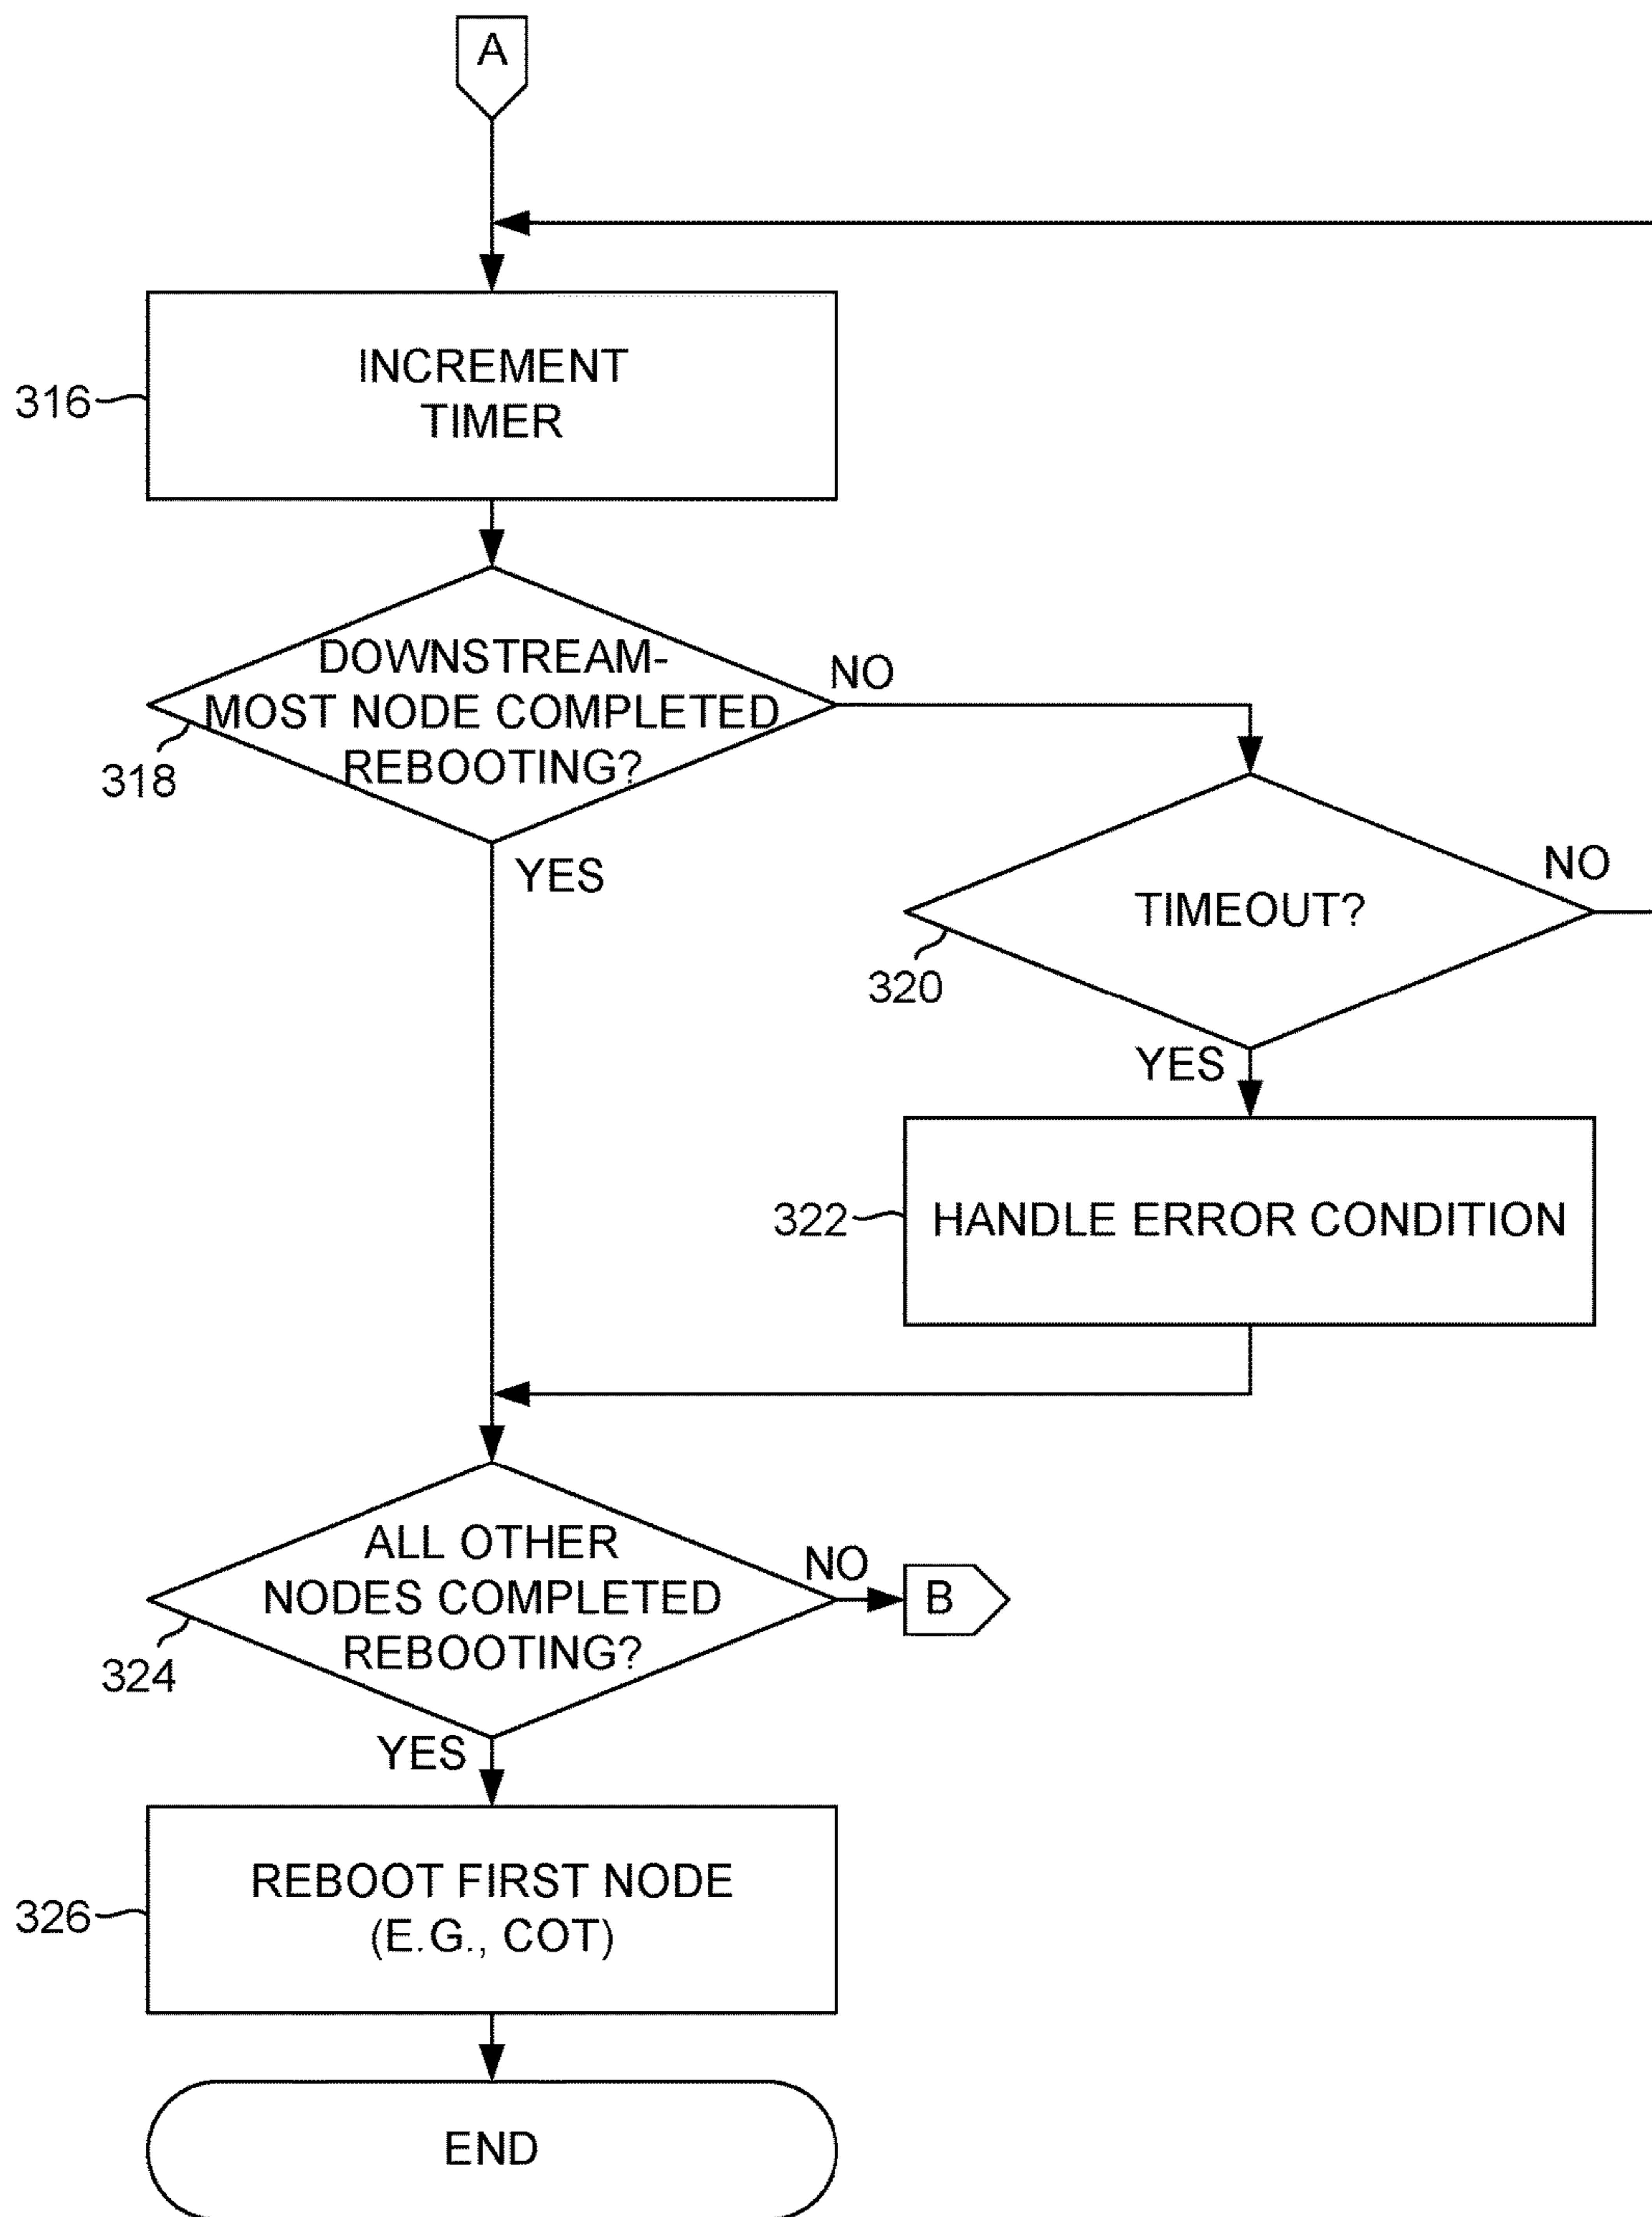 A
INCREMENT
TIMER
316
DOWNSTREAM-
MOST NODE COMPLETED
REBOOTING?
NO
318
YES
TIMEOUT?
NO
320
YES
HANDLE ERROR CONDITION
322
ALL OTHER
NODES COMPLETED
REBOOTING?
NO
B
324
YES
REBOOT FIRST NODE
(E.G., COT)
326
END